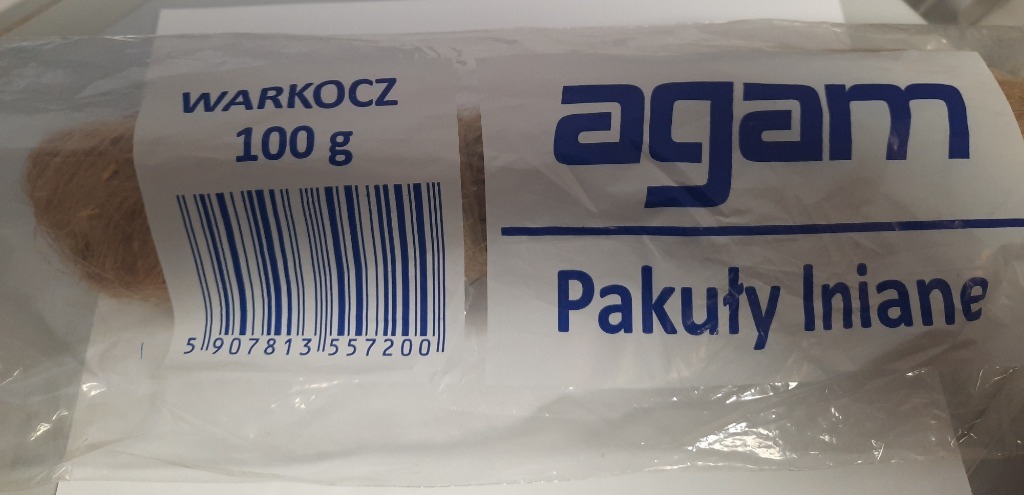 WARKOCZ
100 g
5 907813 557200
agam
Pakuły lniane